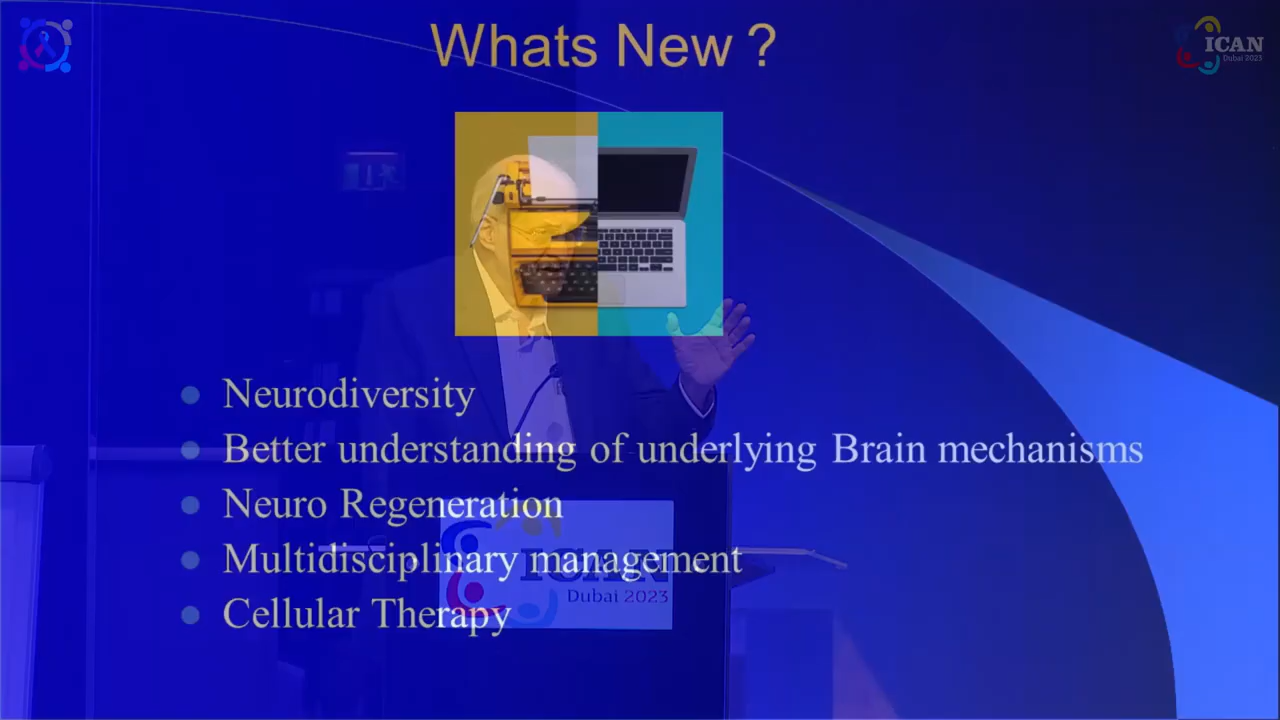 Whats New ?
ICAN
Dubai 2023
Neurodiversity
Better understanding of underlying Brain mechanisms
Neuro Regeneration
Multidisciplinary management
Cellular Therapy
ICAN
Dubai 2023